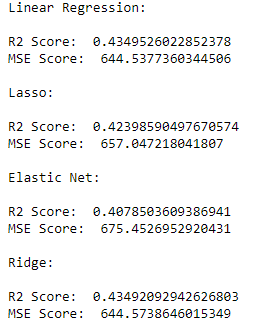 Linear Regression:
R2 Score:  0.4349526022852378
MSE Score:  644.5377360344506
Lasso:
R2 Score:  0.42398590497670574
MSE Score:  657.047218041807
Elastic Net:
R2 Score:  0.4078503609386941
MSE Score:  675.4526952920431
Ridge:
R2 Score:  0.43492092942626803
MSE Score:  644.5738646015349